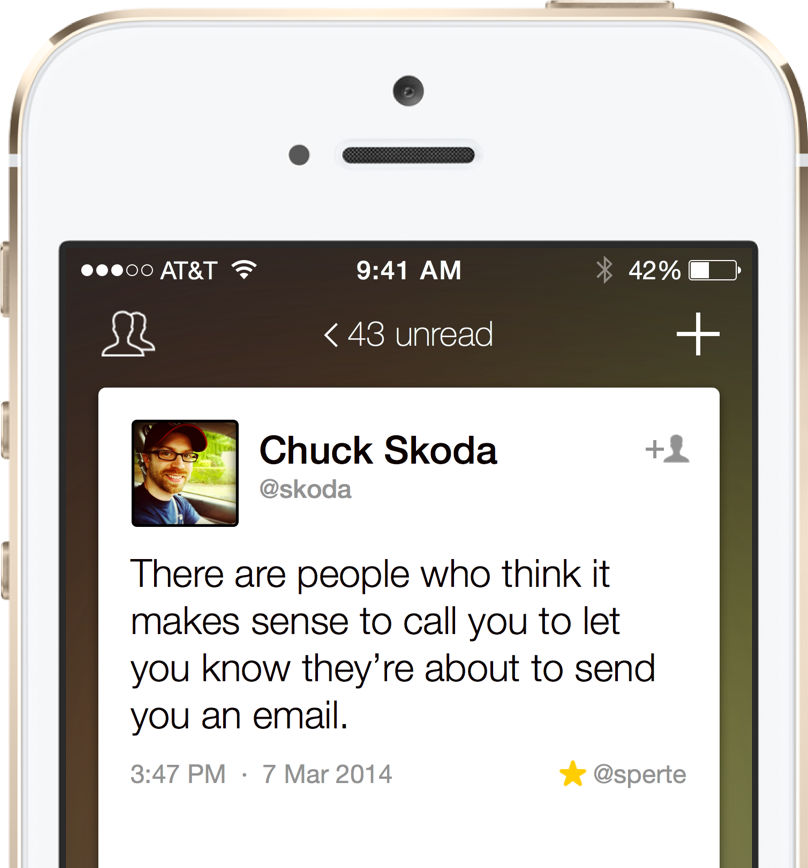 AT&T 9:41 AM 42%
< 43 unread
Chuck Skoda
@skoda
There are people who think it
makes sense to call you to let
you know they’re about to send
you an email.
3:47 PM · 7 Mar 2014 @sperte